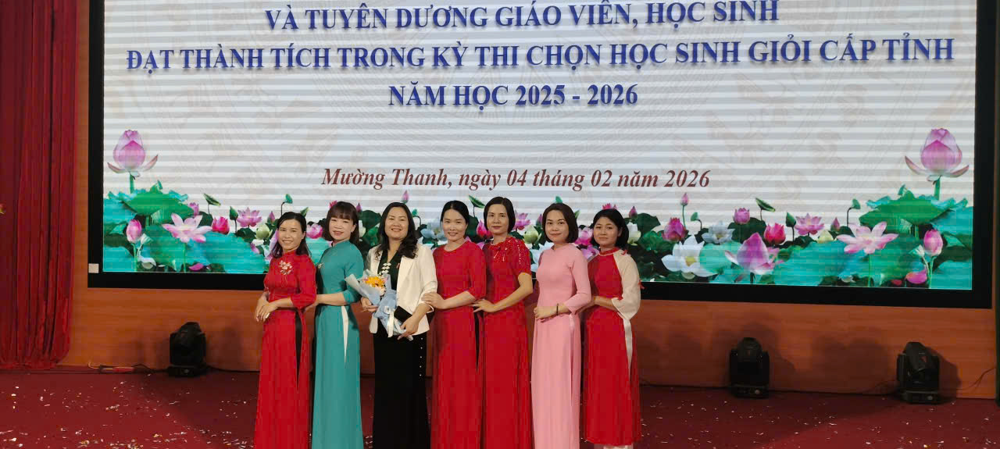 VÀ TUYÊN DƯƠNG GIÁO VIÊN, HỌC SINH
ĐẠT THÀNH TÍCH TRONG KỲ THI CHỌN HỌC SINH GIỎI CẤP TỈNH
NĂM HỌC 2025 - 2026
Mường Thanh, ngày 04 tháng 02 năm 2026